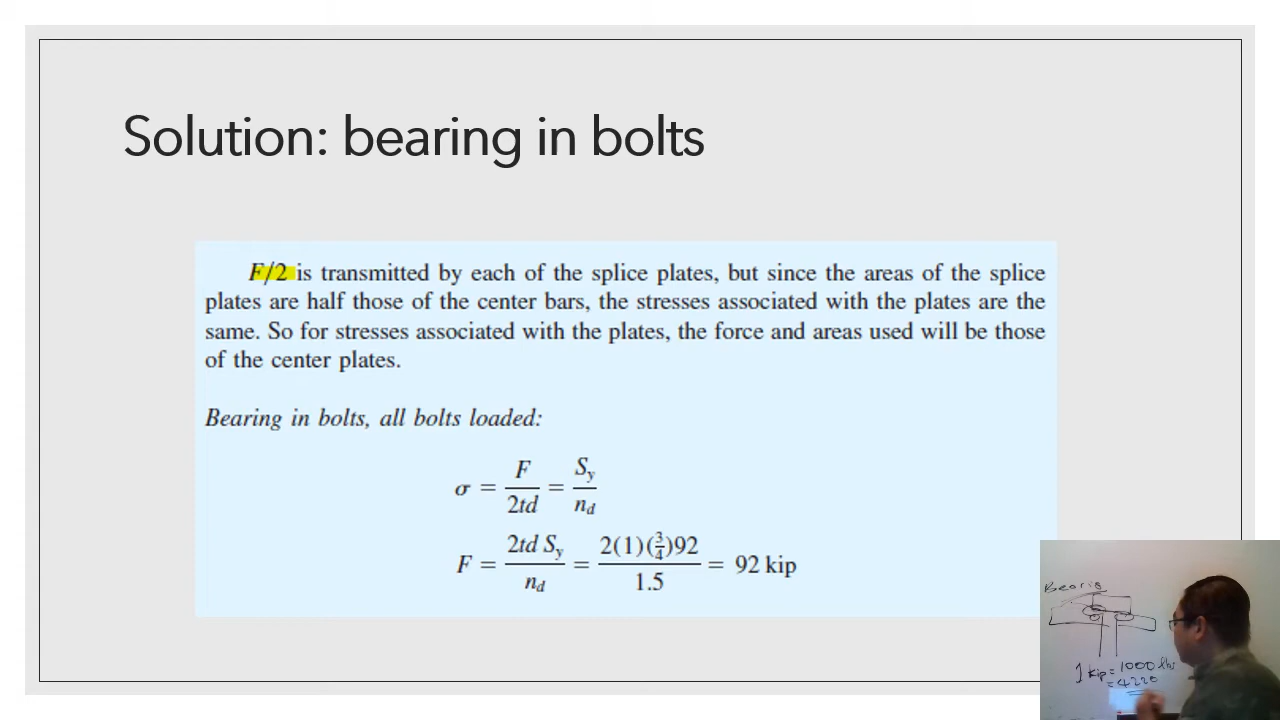 Solution: bearing in bolts
F/2 is transmitted by each of the splice plates, but since the areas of the splice
plates are half those of the center bars, the stresses associated with the plates are the
same. So for stresses associated with the plates, the force and areas used will be those
of the center plates.
Bearing in bolts, all bolts loaded:
σ = F/2td = Sy/nd
F = 2td Sy/nd = 2(1)(3/4)92/1.5 = 92 kip
1 kip = 1000 lbs